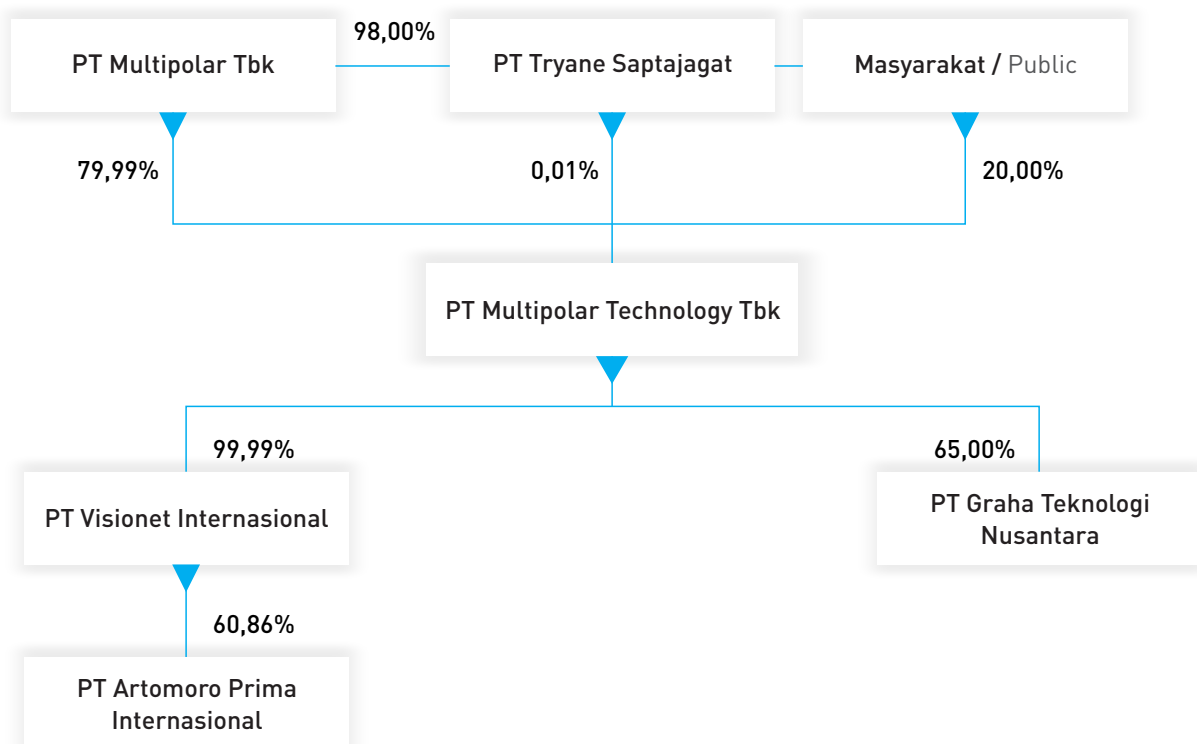 98,00%
PT Multipolar Tbk
PT Tryane Saptajagat
Masyarakat / Public
79,99%
0,01%
20,00%
PT Multipolar Technology Tbk
99,99%
65,00%
PT Visionet Internasional
PT Graha Teknologi
Nusantara
60,86%
PT Artomoro Prima
Internasional